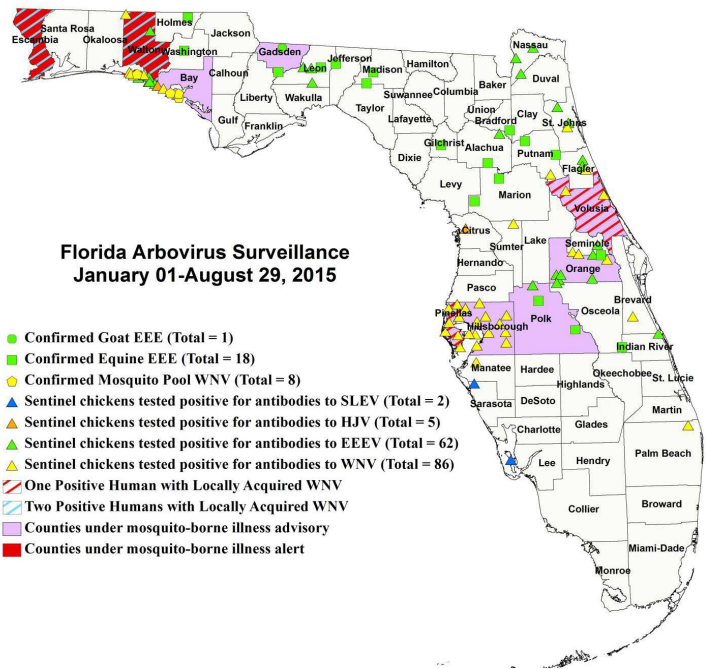 Santa Rosa
Escambia
Okaloosa
Holmes
Walton
Washington
Jackson
Bay
Calhoun
Gulf
Gadsden
Liberty
Franklin
Leon
Wakulla
Jefferson
Madison
Taylor
Hamilton
Suwannee
Lafayette
Dixie
Columbia
Baker
Nassau
Duval
Union
Bradford
Clay
St. Johns
Gilchrist
Alachua
Putnam
Flagler
Levy
Marion
Volusia
Citrus
Sumter
Lake
Seminole
Hernando
Orange
Pasco
Brevard
Osceola
Pinellas
Hillsborough
Polk
Indian River
Manatee
Hardee
Okeechobee
St. Lucie
Highlands
Sarasota
DeSoto
Martin
Charlotte
Glades
Palm Beach
Lee
Hendry
Collier
Broward
Miami-Dade
Monroe
Florida Arbovirus Surveillance
January 01-August 29, 2015
Confirmed Goat EEE (Total = 1)
Confirmed Equine EEE (Total = 18)
Confirmed Mosquito Pool WNV (Total = 8)
Sentinel chickens tested positive for antibodies to SLEV (Total = 2)
Sentinel chickens tested positive for antibodies to HJV (Total = 5)
Sentinel chickens tested positive for antibodies to EEEV (Total = 62)
Sentinel chickens tested positive for antibodies to WNV (Total = 86)
One Positive Human with Locally Acquired WNV
Two Positive Humans with Locally Acquired WNV
Counties under mosquito-borne illness advisory
Counties under mosquito-borne illness alert